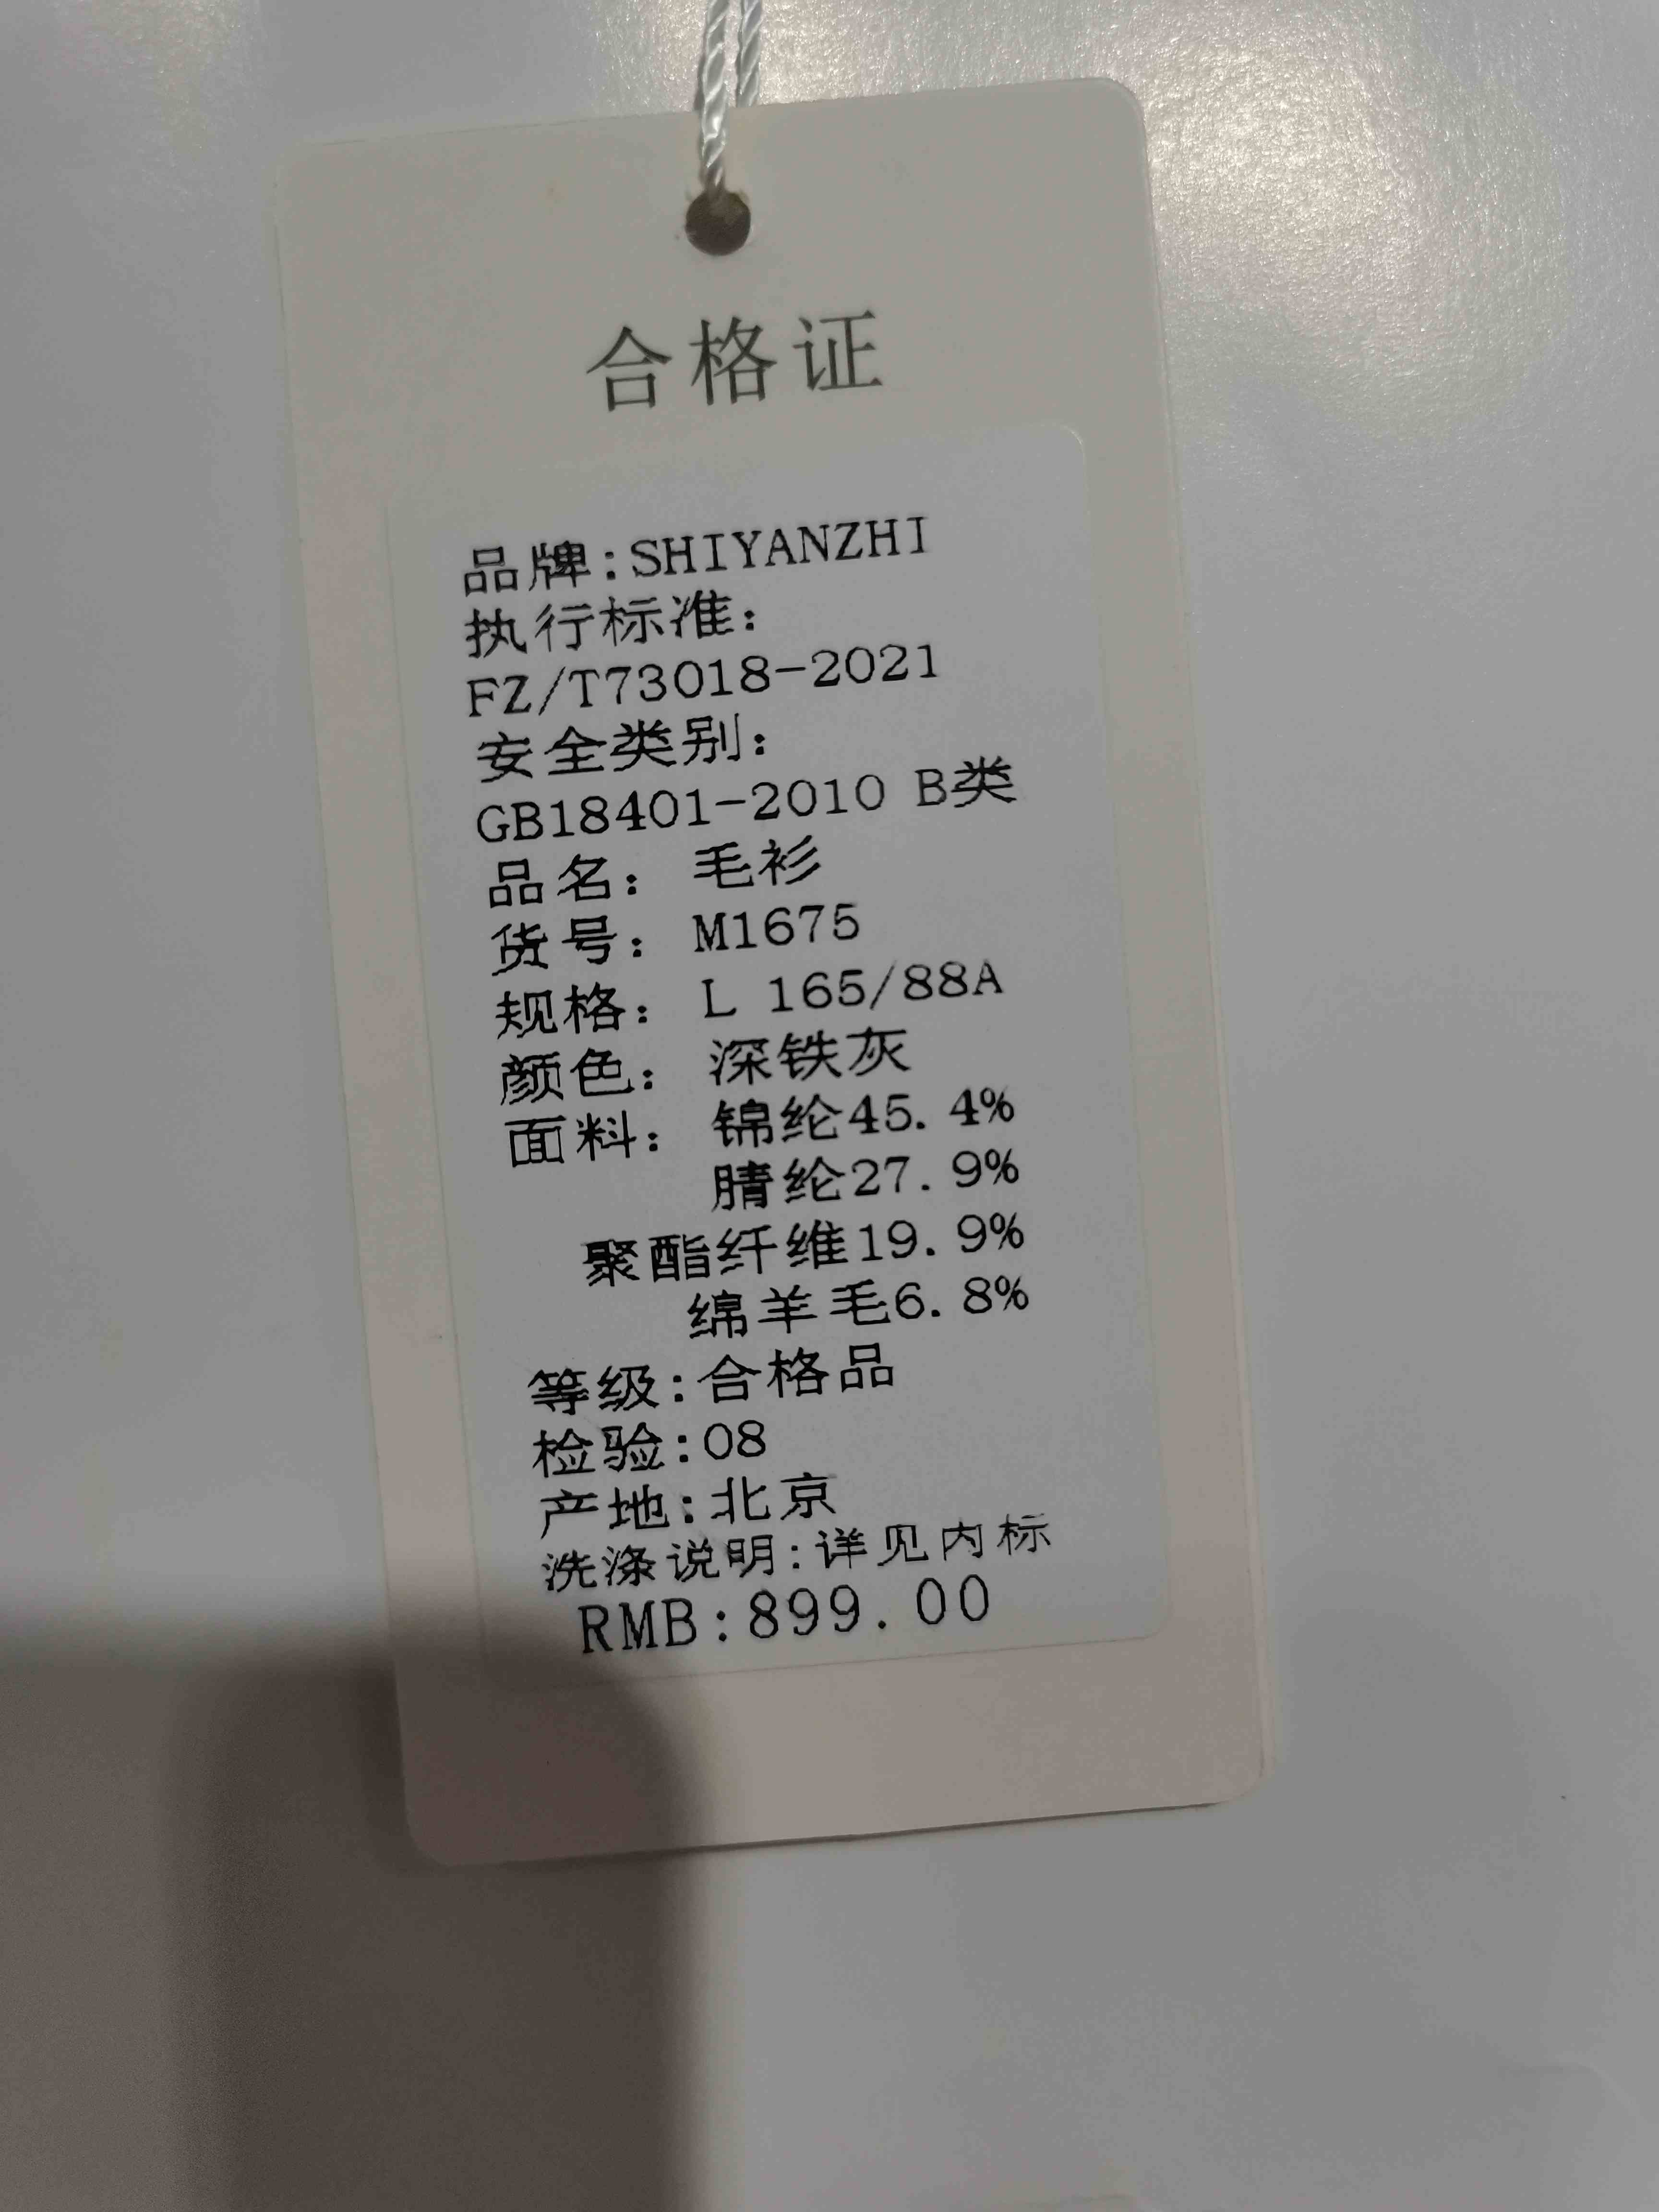 合格证
品牌:SHIYANZHI
执行标准:
FZ/T73018-2021
安全类别:
GB18401-2010 B类
品名: 毛衫
货号: M1675
规格: L 165/88A
颜色: 深铁灰
面料: 锦纶45.4%
腈纶27.9%
聚酯纤维19.9%
绵羊毛6.8%
等级:合格品
检验:08
产地:北京
洗涤说明:详见内标
RMB:899.00